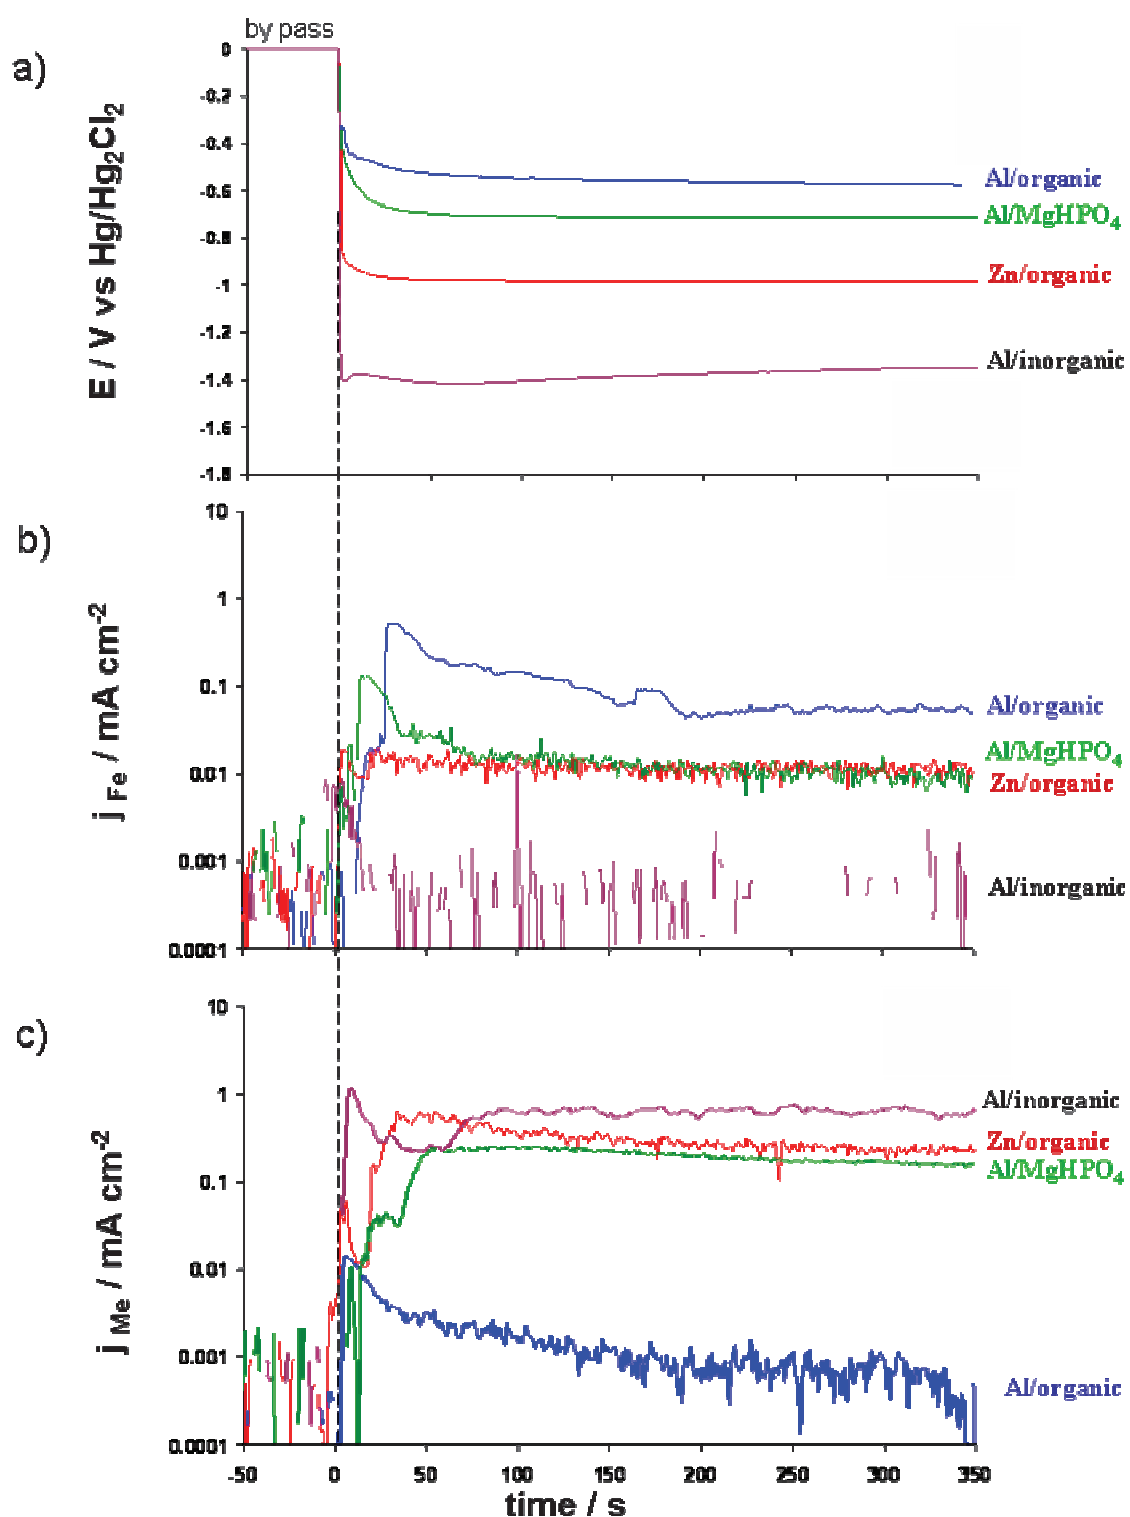 by pass
a)
E / V vs Hg/Hg2Cl2
0
-0.2
-0.4
-0.6
-0.8
-1
-1.2
-1.4
-1.6
-1.8
Al/organic
Al/MgHPO4
Zn/organic
Al/inorganic
b)
j Fe / mA cm-2
10
1
0.1
0.01
0.001
0.0001
Al/organic
Al/MgHPO4
Zn/organic
Al/inorganic
c)
j Me / mA cm-2
10
1
0.1
0.01
0.001
0.0001
Al/inorganic
Zn/organic
Al/MgHPO4
Al/organic
-50 0 50 100 150 200 250 300 350
time / s